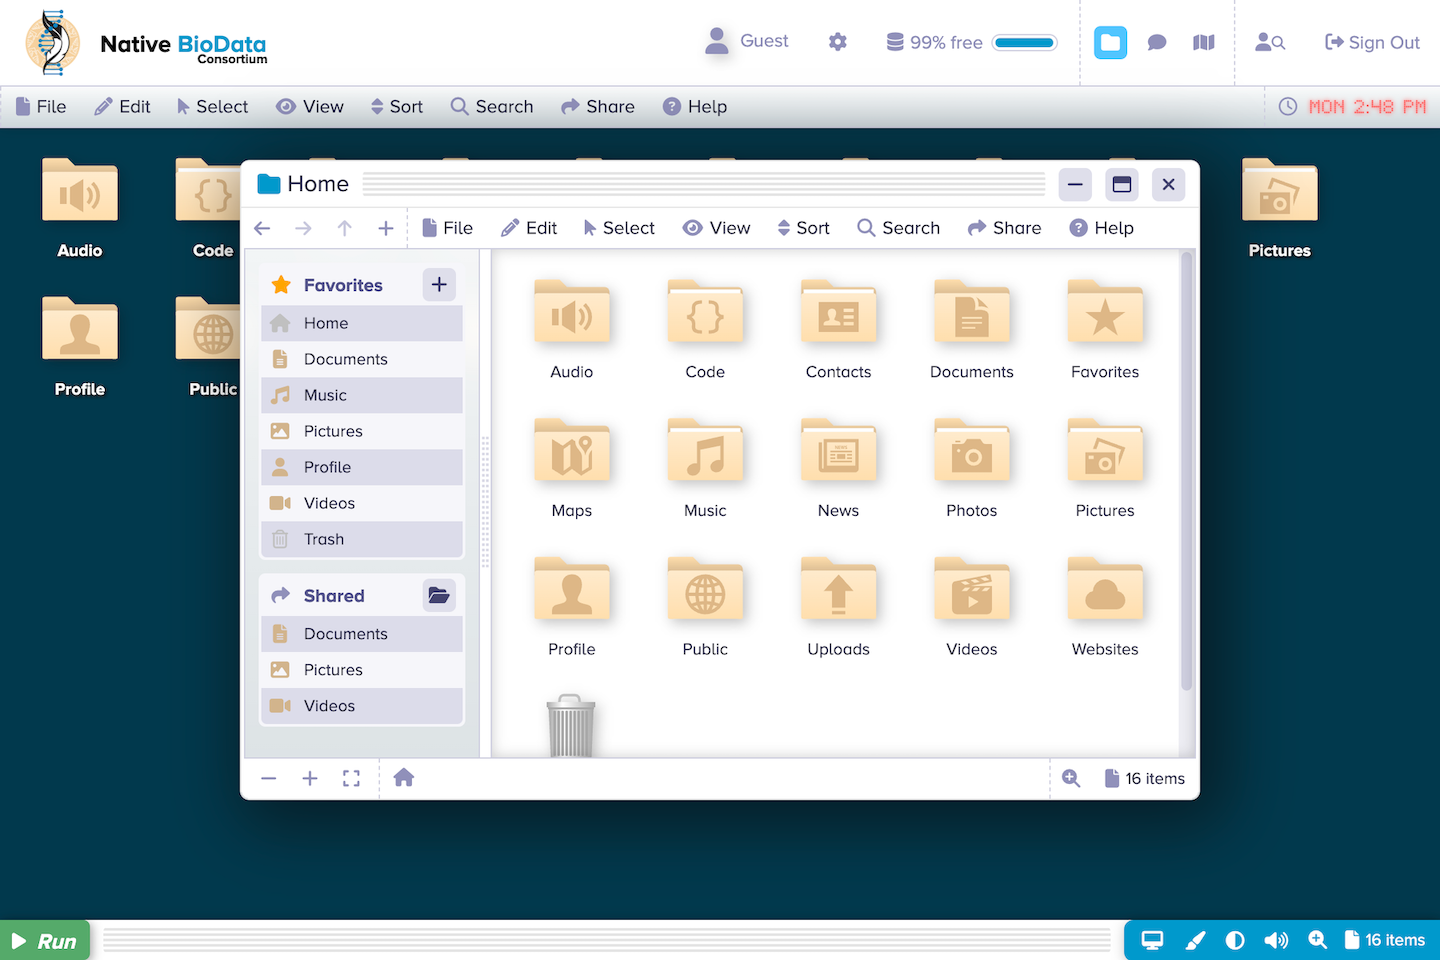 Native BioData
Consortium
Guest
99% free
Sign Out
File Edit Select View Sort Search Share Help
MON 2:48 PM
Audio
Code
Pictures
Profile
Public
Home
File Edit Select View Sort Search Share Help
Favorites
Home
Documents
Music
Pictures
Profile
Videos
Trash
Shared
Documents
Pictures
Videos
Audio Code Contacts Documents Favorites
Maps Music News Photos Pictures
Profile Public Uploads Videos Websites
16 items
Run
16 items